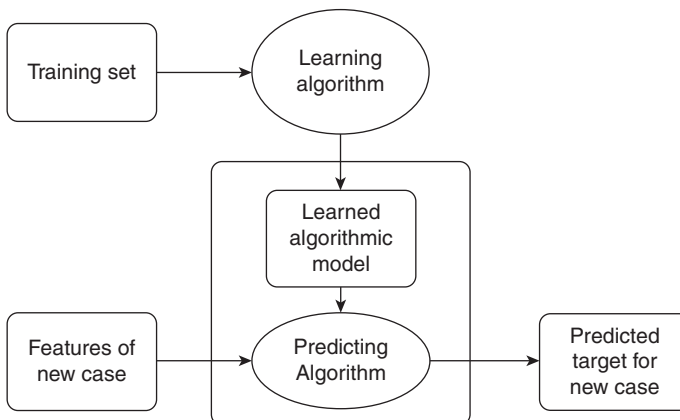 Training set
Learning
algorithm
Learned
algorithmic
model
Features of
new case
Predicting
Algorithm
Predicted
target for
new case